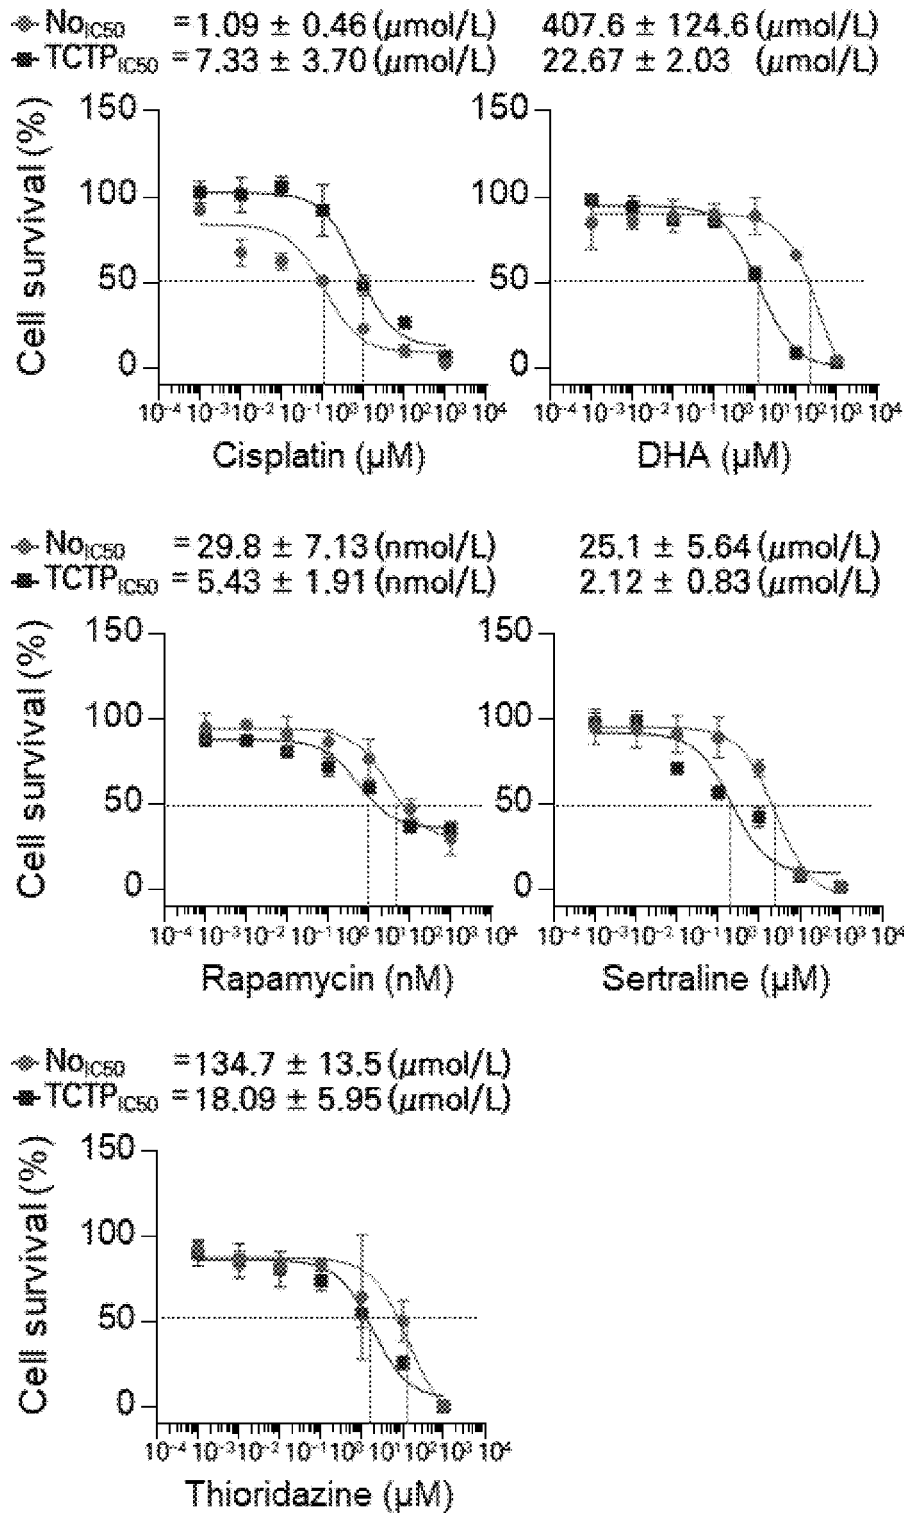 No IC50 = 1.09 ± 0.46 (μmol/L) 407.6 ± 124.6 (μmol/L)
TCTP IC50 = 7.33 ± 3.70 (μmol/L) 22.67 ± 2.03 (μmol/L)
Cell survival (%)
150
100
50
0
10-4 10-3 10-2 10-1 100 101 102 103 104
Cisplatin (μM)
150
100
50
0
10-4 10-3 10-2 10-1 100 101 102 103 104
DHA (μM)
No IC50 = 29.8 ± 7.13 (nmol/L) 25.1 ± 5.64 (μmol/L)
TCTP IC50 = 5.43 ± 1.91 (nmol/L) 2.12 ± 0.83 (μmol/L)
Cell survival (%)
150
100
50
0
10-4 10-3 10-2 10-1 100 101 102 103 104
Rapamycin (nM)
150
100
50
0
10-4 10-3 10-2 10-1 100 101 102 103 104
Sertraline (μM)
No IC50 = 134.7 ± 13.5 (μmol/L)
TCTP IC50 = 18.09 ± 5.95 (μmol/L)
Cell survival (%)
150
100
50
0
10-4 10-3 10-2 10-1 100 101 102 103 104
Thioridazine (μM)